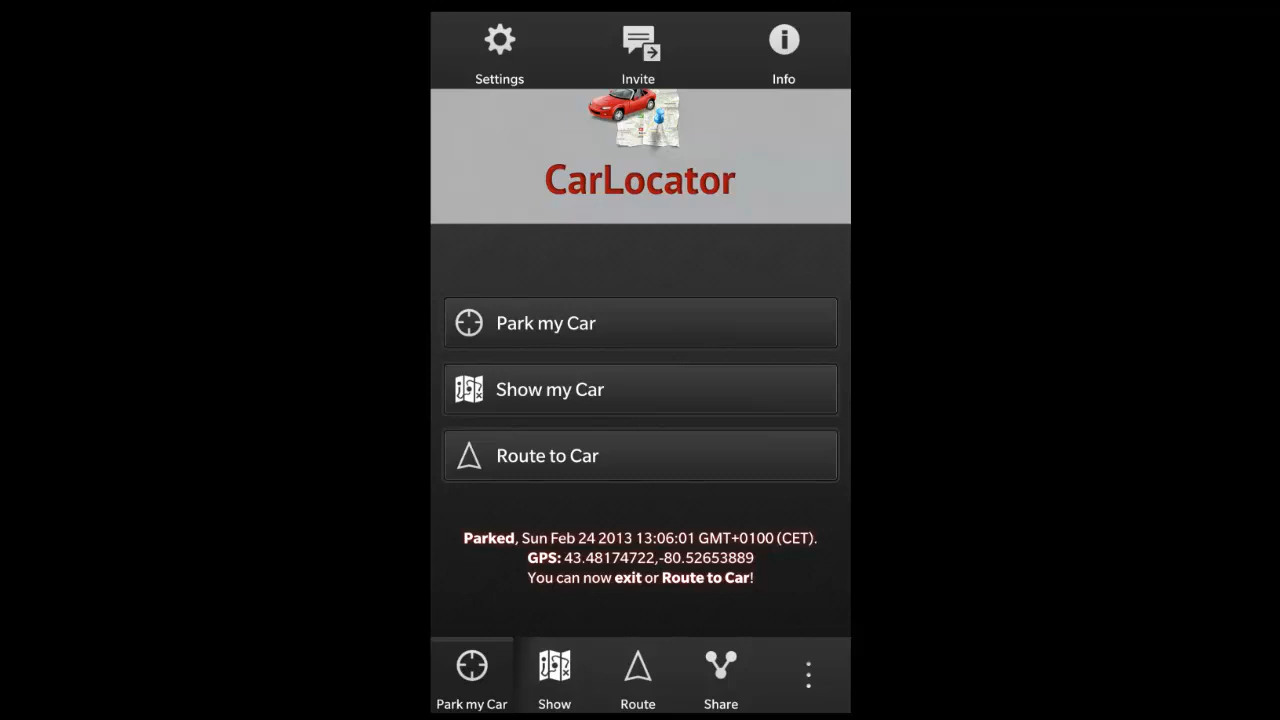 Settings Invite Info
CarLocator
Park my Car
Show my Car
Route to Car
Parked, Sun Feb 24 2013 13:06:01 GMT+0100 (CET).
GPS: 43.48174722,-80.52653889
You can now exit or Route to Car!
Park my Car Show Route Share